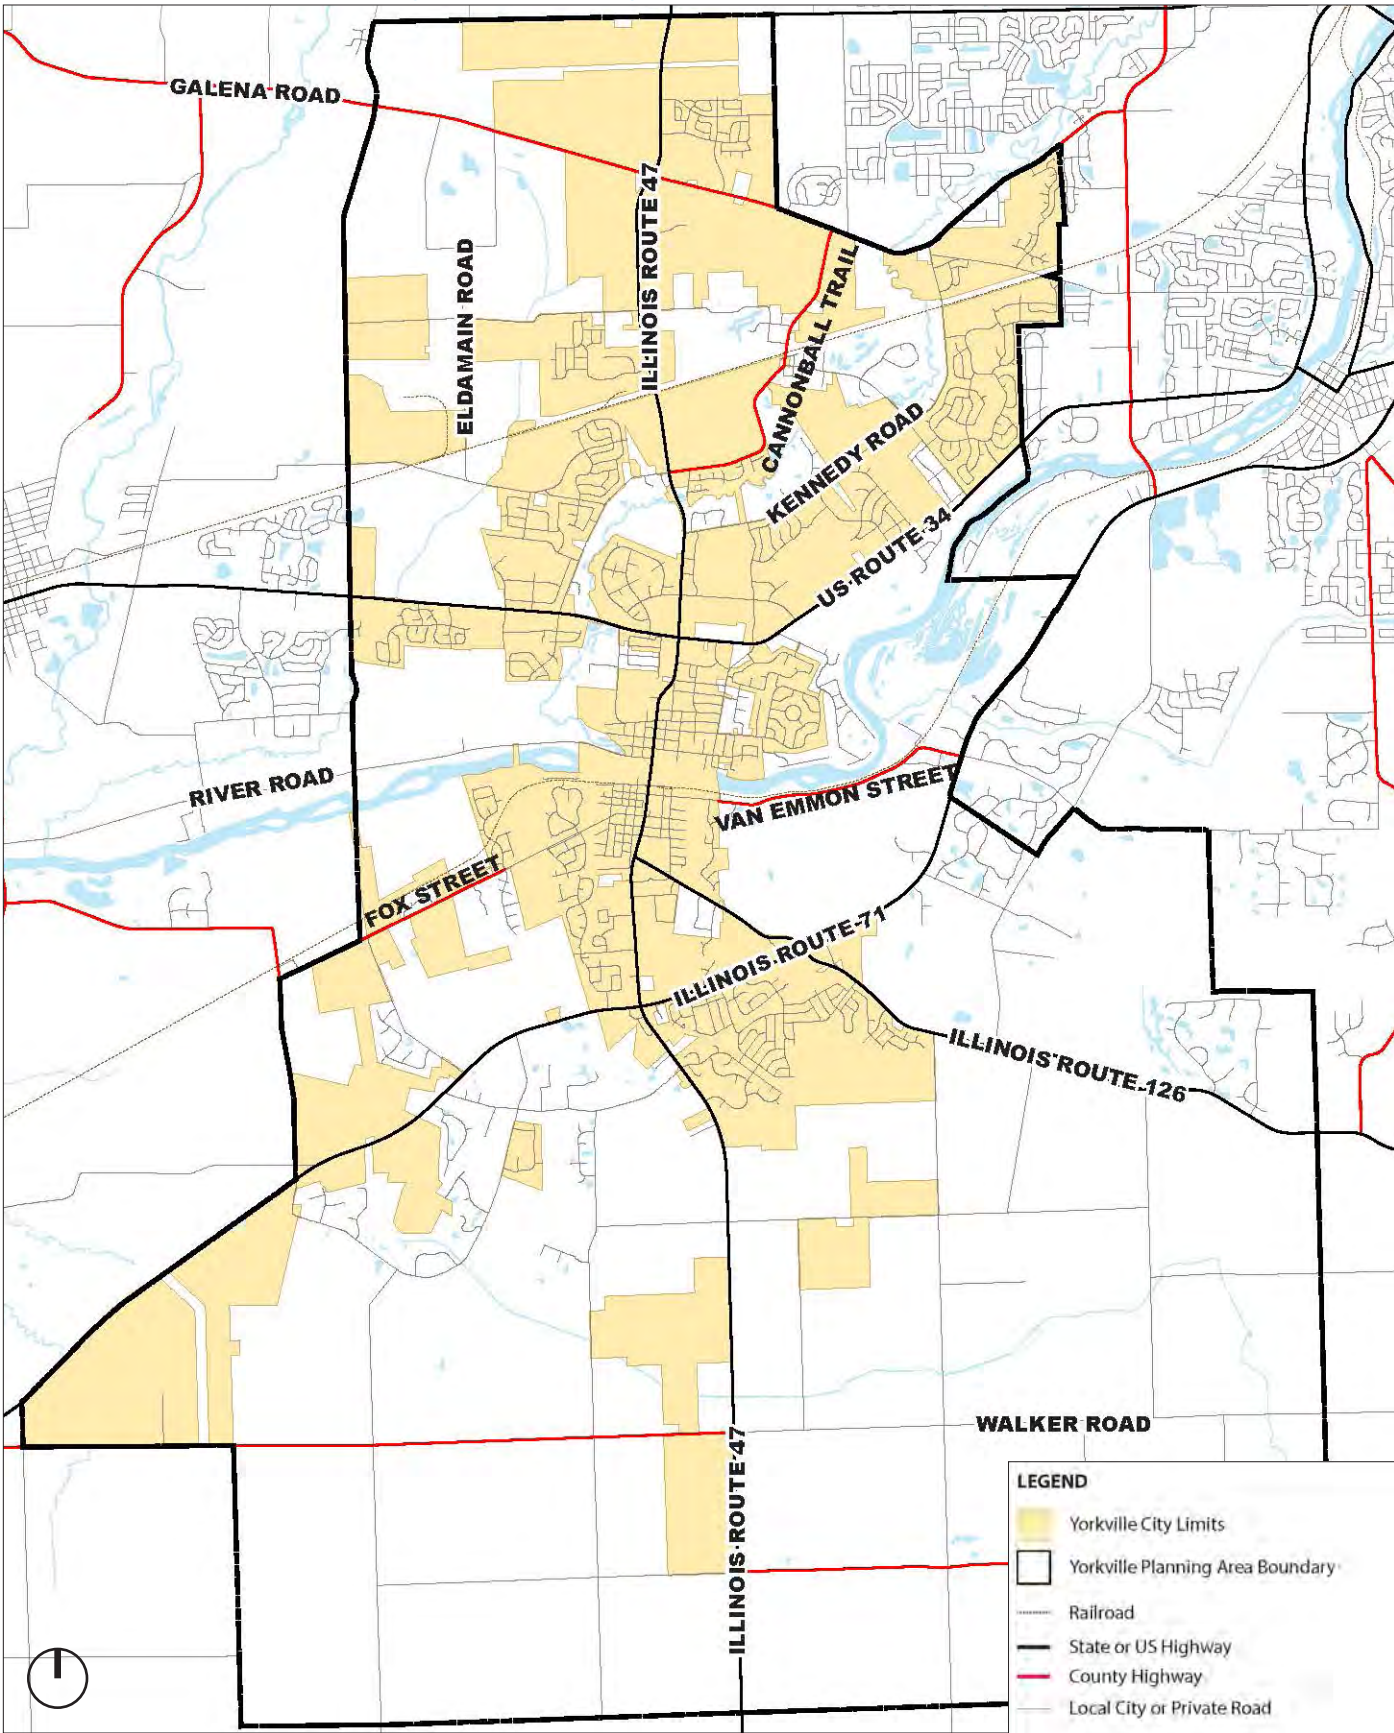 GALENA ROAD
ILLINOIS ROUTE 47
ELDAMAIN ROAD
CANNONBALL TRAIL
KENNEDY ROAD
US ROUTE 34
RIVER ROAD
VAN EMMON STREET
FOX STREET
ILLINOIS ROUTE 71
ILLINOIS ROUTE 126
WALKER ROAD
ILLINOIS ROUTE 47
LEGEND
Yorkville City Limits
Yorkville Planning Area Boundary
Railroad
State or US Highway
County Highway
Local City or Private Road